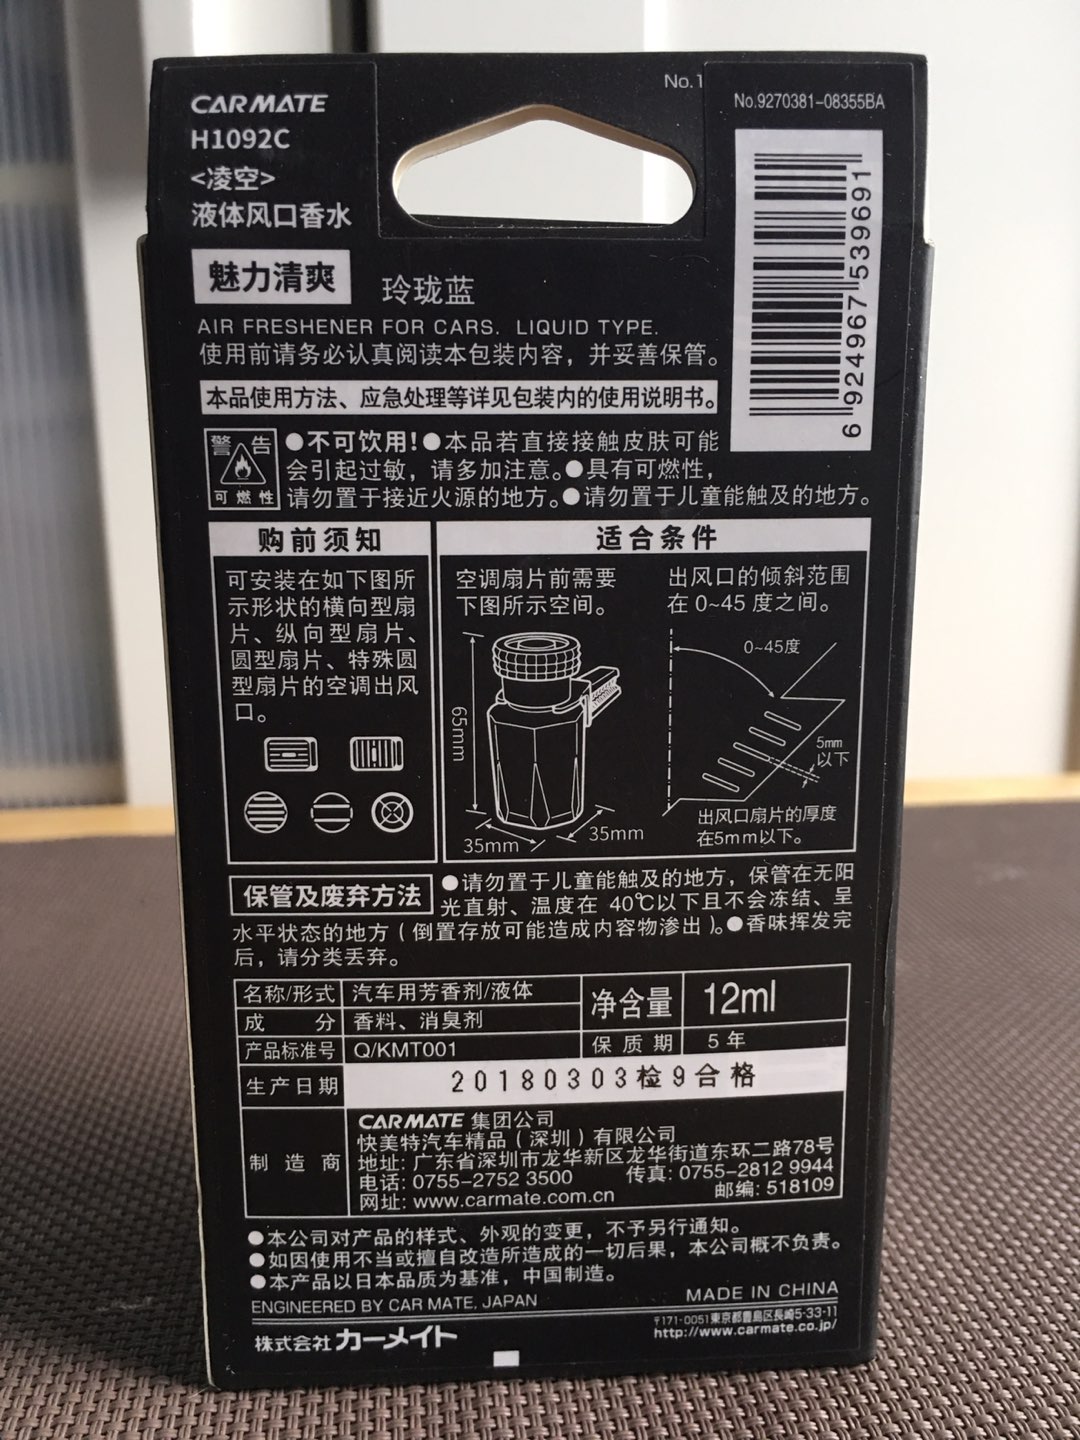 No.1
No.9270381-08355BA
CARMATE
H1092C
<凌空>
液体风口香水
魅力清爽 玲珑蓝
6 924967 539691
AIR FRESHENER FOR CARS. LIQUID TYPE.
使用前请务必认真阅读本包装内容，并妥善保管。
本品使用方法、应急处理等详见包装内的使用说明书。
警告
可燃性
●不可饮用!●本品若直接接触皮肤可能
会引起过敏，请多加注意。●具有可燃性，
请勿置于接近火源的地方。●请勿置于儿童能触及的地方。
购前须知
可安装在如下图所
示形状的横向型扇
片、纵向型扇片、
圆型扇片、特殊圆
型扇片的空调出风
口。
适合条件
空调扇片前需要
下图所示空间。
65mm
35mm
35mm
出风口的倾斜范围
在 0~45 度之间。
0~45度
5mm
以下
出风口扇片的厚度
在5mm以下。
保管及废弃方法
●请勿置于儿童能触及的地方，保管在无阳
光直射、温度在 40℃以下且不会冻结、呈
水平状态的地方（倒置存放可能造成内容物渗出）。●香味挥发完
后，请分类丢弃。
名称/形式 汽车用芳香剂/液体
净含量 12ml
成分 香料、消臭剂
产品标准号 Q/KMT001
保质期 5 年
生产日期 20180303检9合格
制造商
CARMATE 集团公司
快美特汽车精品（深圳）有限公司
地址: 广东省深圳市龙华新区龙华街道东环二路78号
电话: 0755-2752 3500 传真: 0755-2812 9944
网址: www.carmate.com.cn 邮编: 518109
●本公司对产品的样式、外观的变更，不予另行通知。
●如因使用不当或擅自改造所造成的一切后果，本公司概不负责。
●本产品以日本品质为基准，中国制造。
ENGINEERED BY CAR MATE, JAPAN MADE IN CHINA
株式会社 カーメイト
〒171-0051東京都豊島区長崎5-33-11
http://www.carmate.co.jp/